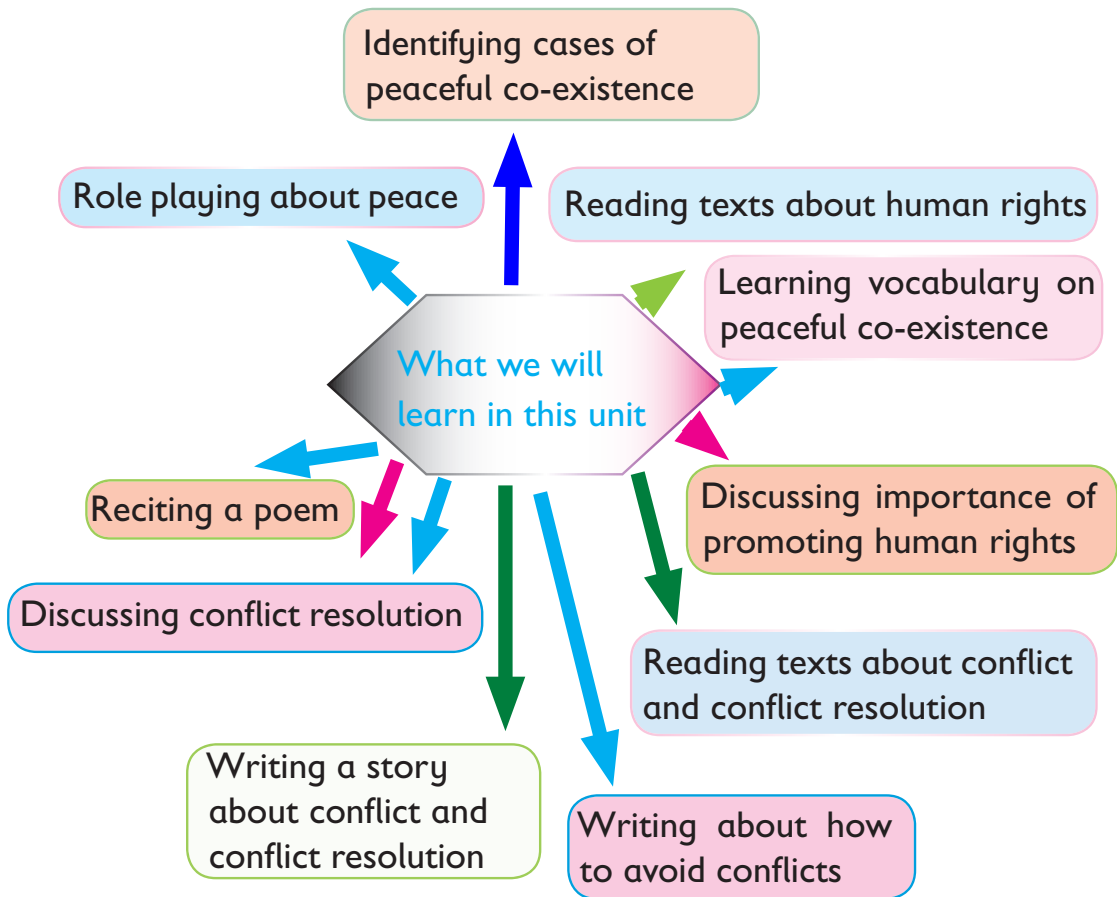 Identifying cases of
peaceful co-existence
Role playing about peace
Reading texts about human rights
Learning vocabulary on
peaceful co-existence
What we will
learn in this unit
Reciting a poem
Discussing importance of
promoting human rights
Discussing conflict resolution
Reading texts about conflict
and conflict resolution
Writing a story
about conflict and
conflict resolution
Writing about how
to avoid conflicts